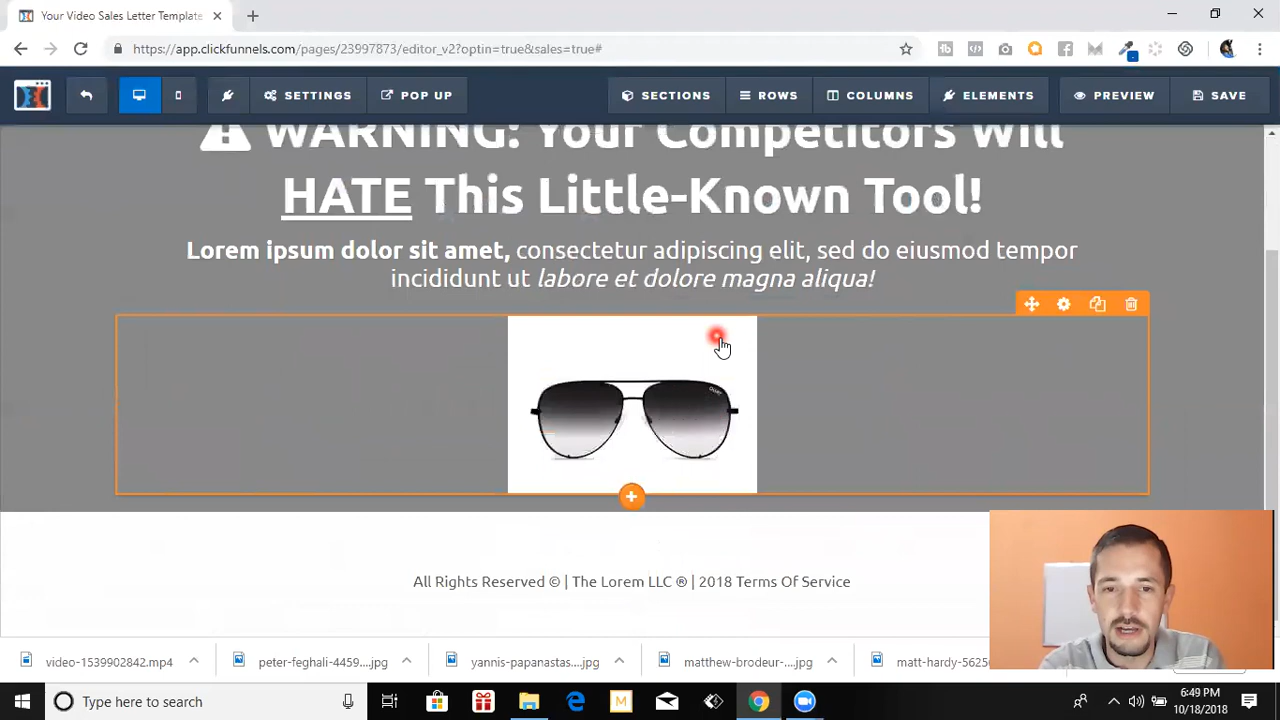 Your Video Sales Letter Template
https://app.clickfunnels.com/pages/23997873/editor_v2?optin=true&sales=true#
SETTINGS
POP UP
SECTIONS
ROWS
COLUMNS
ELEMENTS
PREVIEW
SAVE
WARNING: Your Competitors Will
HATE This Little-Known Tool!
Lorem ipsum dolor sit amet, consectetur adipiscing elit, sed do eiusmod tempor
incididunt ut labore et dolore magna aliqua!
QUAY
All Rights Reserved © | The Lorem LLC ® | 2018 Terms Of Service
video-1539902842.mp4
peter-feghali-4459....jpg
yannis-papanastas....jpg
matthew-brodeur-....jpg
matt-hardy-5625
Type here to search
M
6:49 PM
10/18/2018